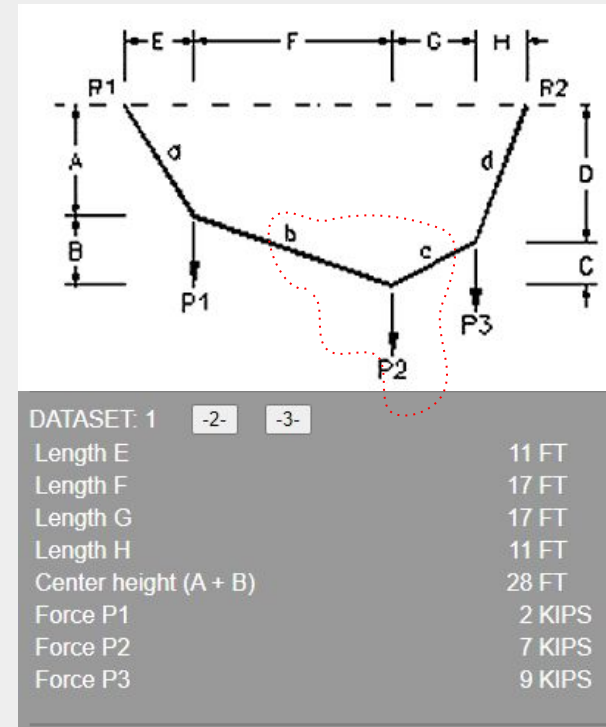 E F G H
R1 R2
a d
A D
b c
B C
P1
P3
P2
DATASET: 1 -2- -3-
Length E 11 FT
Length F 17 FT
Length G 17 FT
Length H 11 FT
Center height (A + B) 28 FT
Force P1 2 KIPS
Force P2 7 KIPS
Force P3 9 KIPS